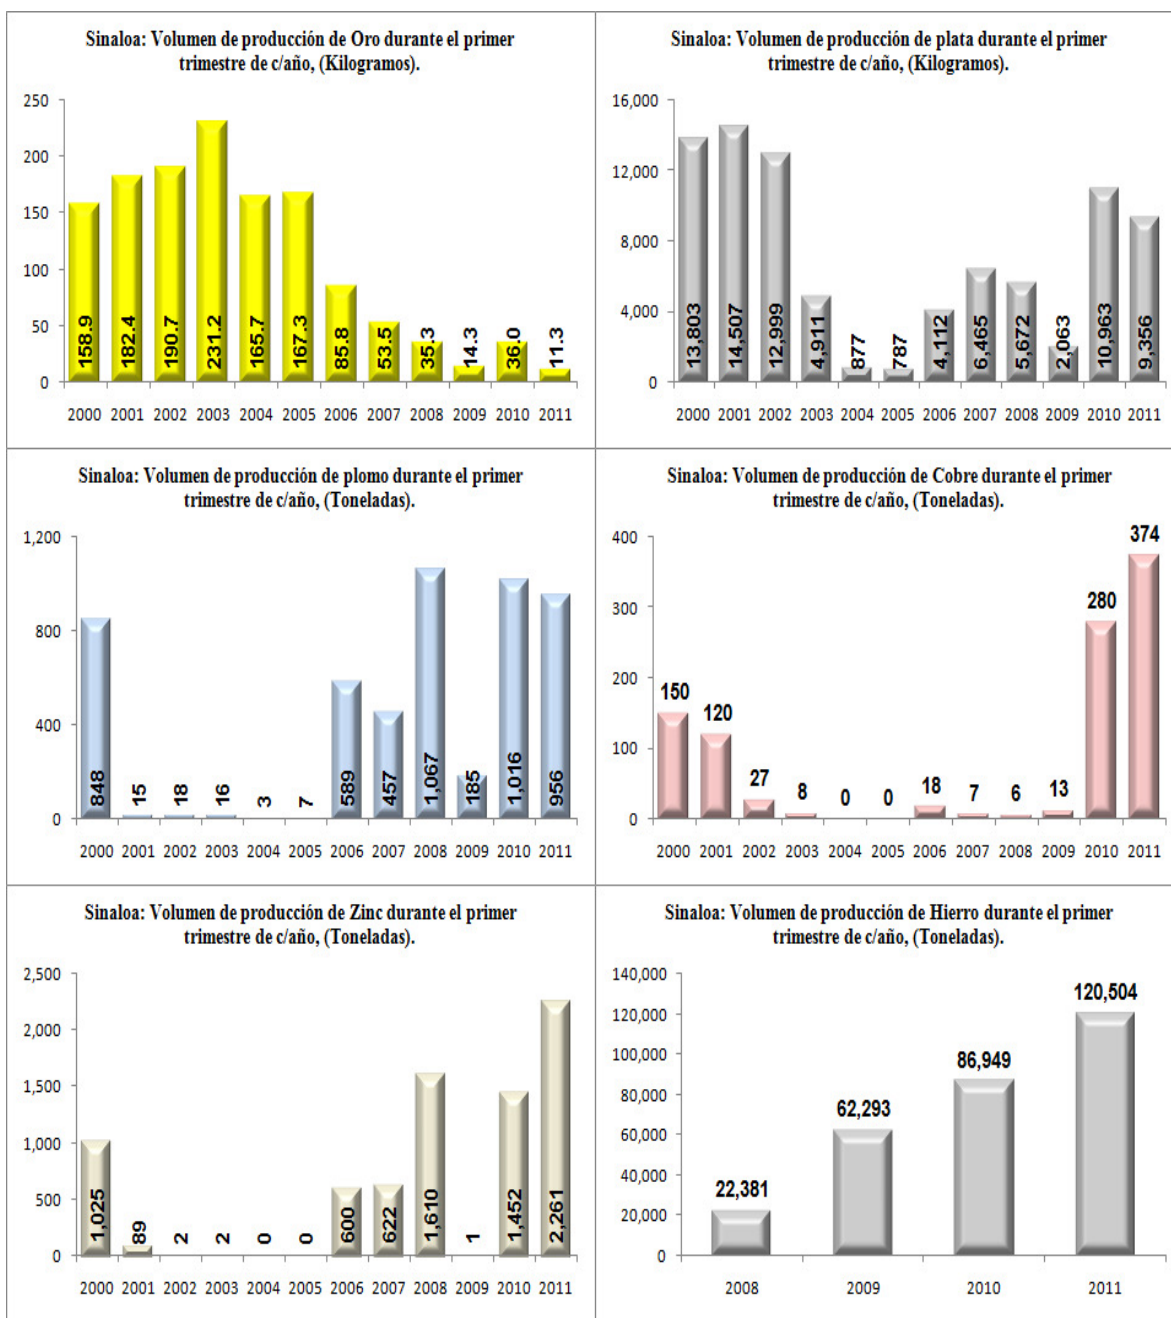 Sinaloa: Volumen de producción de Oro durante el primer
trimestre de c/año, (Kilogramos).
250
200
150
100
50
0
158.9 182.4 190.7 231.2 165.7 167.3 85.8 53.5 35.3 14.3 36.0 11.3
2000 2001 2002 2003 2004 2005 2006 2007 2008 2009 2010 2011
Sinaloa: Volumen de producción de plata durante el primer
trimestre de c/año, (Kilogramos).
16,000
12,000
8,000
4,000
0
13,803 14,507 12,999 4,911 877 787 4,112 6,465 5,672 2,063 10,963 9,356
2000 2001 2002 2003 2004 2005 2006 2007 2008 2009 2010 2011
Sinaloa: Volumen de producción de plomo durante el primer
trimestre de c/año, (Toneladas).
1,200
800
400
0
848 15 18 16 3 7 589 457 1,067 185 1,016 956
2000 2001 2002 2003 2004 2005 2006 2007 2008 2009 2010 2011
Sinaloa: Volumen de producción de Cobre durante el primer
trimestre de c/año, (Toneladas).
400
300
200
100
0
150 120 27 8 0 0 18 7 6 13 280 374
2000 2001 2002 2003 2004 2005 2006 2007 2008 2009 2010 2011
Sinaloa: Volumen de producción de Zinc durante el primer
trimestre de c/año, (Toneladas).
2,500
2,000
1,500
1,000
500
0
1,025 89 2 2 0 0 600 622 1,610 1 1,452 2,261
2000 2001 2002 2003 2004 2005 2006 2007 2008 2009 2010 2011
Sinaloa: Volumen de producción de Hierro durante el primer
trimestre de c/año, (Toneladas).
140,000
120,000
100,000
80,000
60,000
40,000
20,000
0
22,381 62,293 86,949 120,504
2008 2009 2010 2011